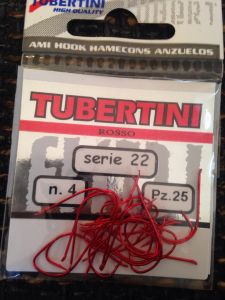 TUBERTINI
HIGH QUALITY
AMI HOOK HAMECONS ANZUELOS
TUBERTINI
ROSSO
serie 22
n. 4
Pz.25